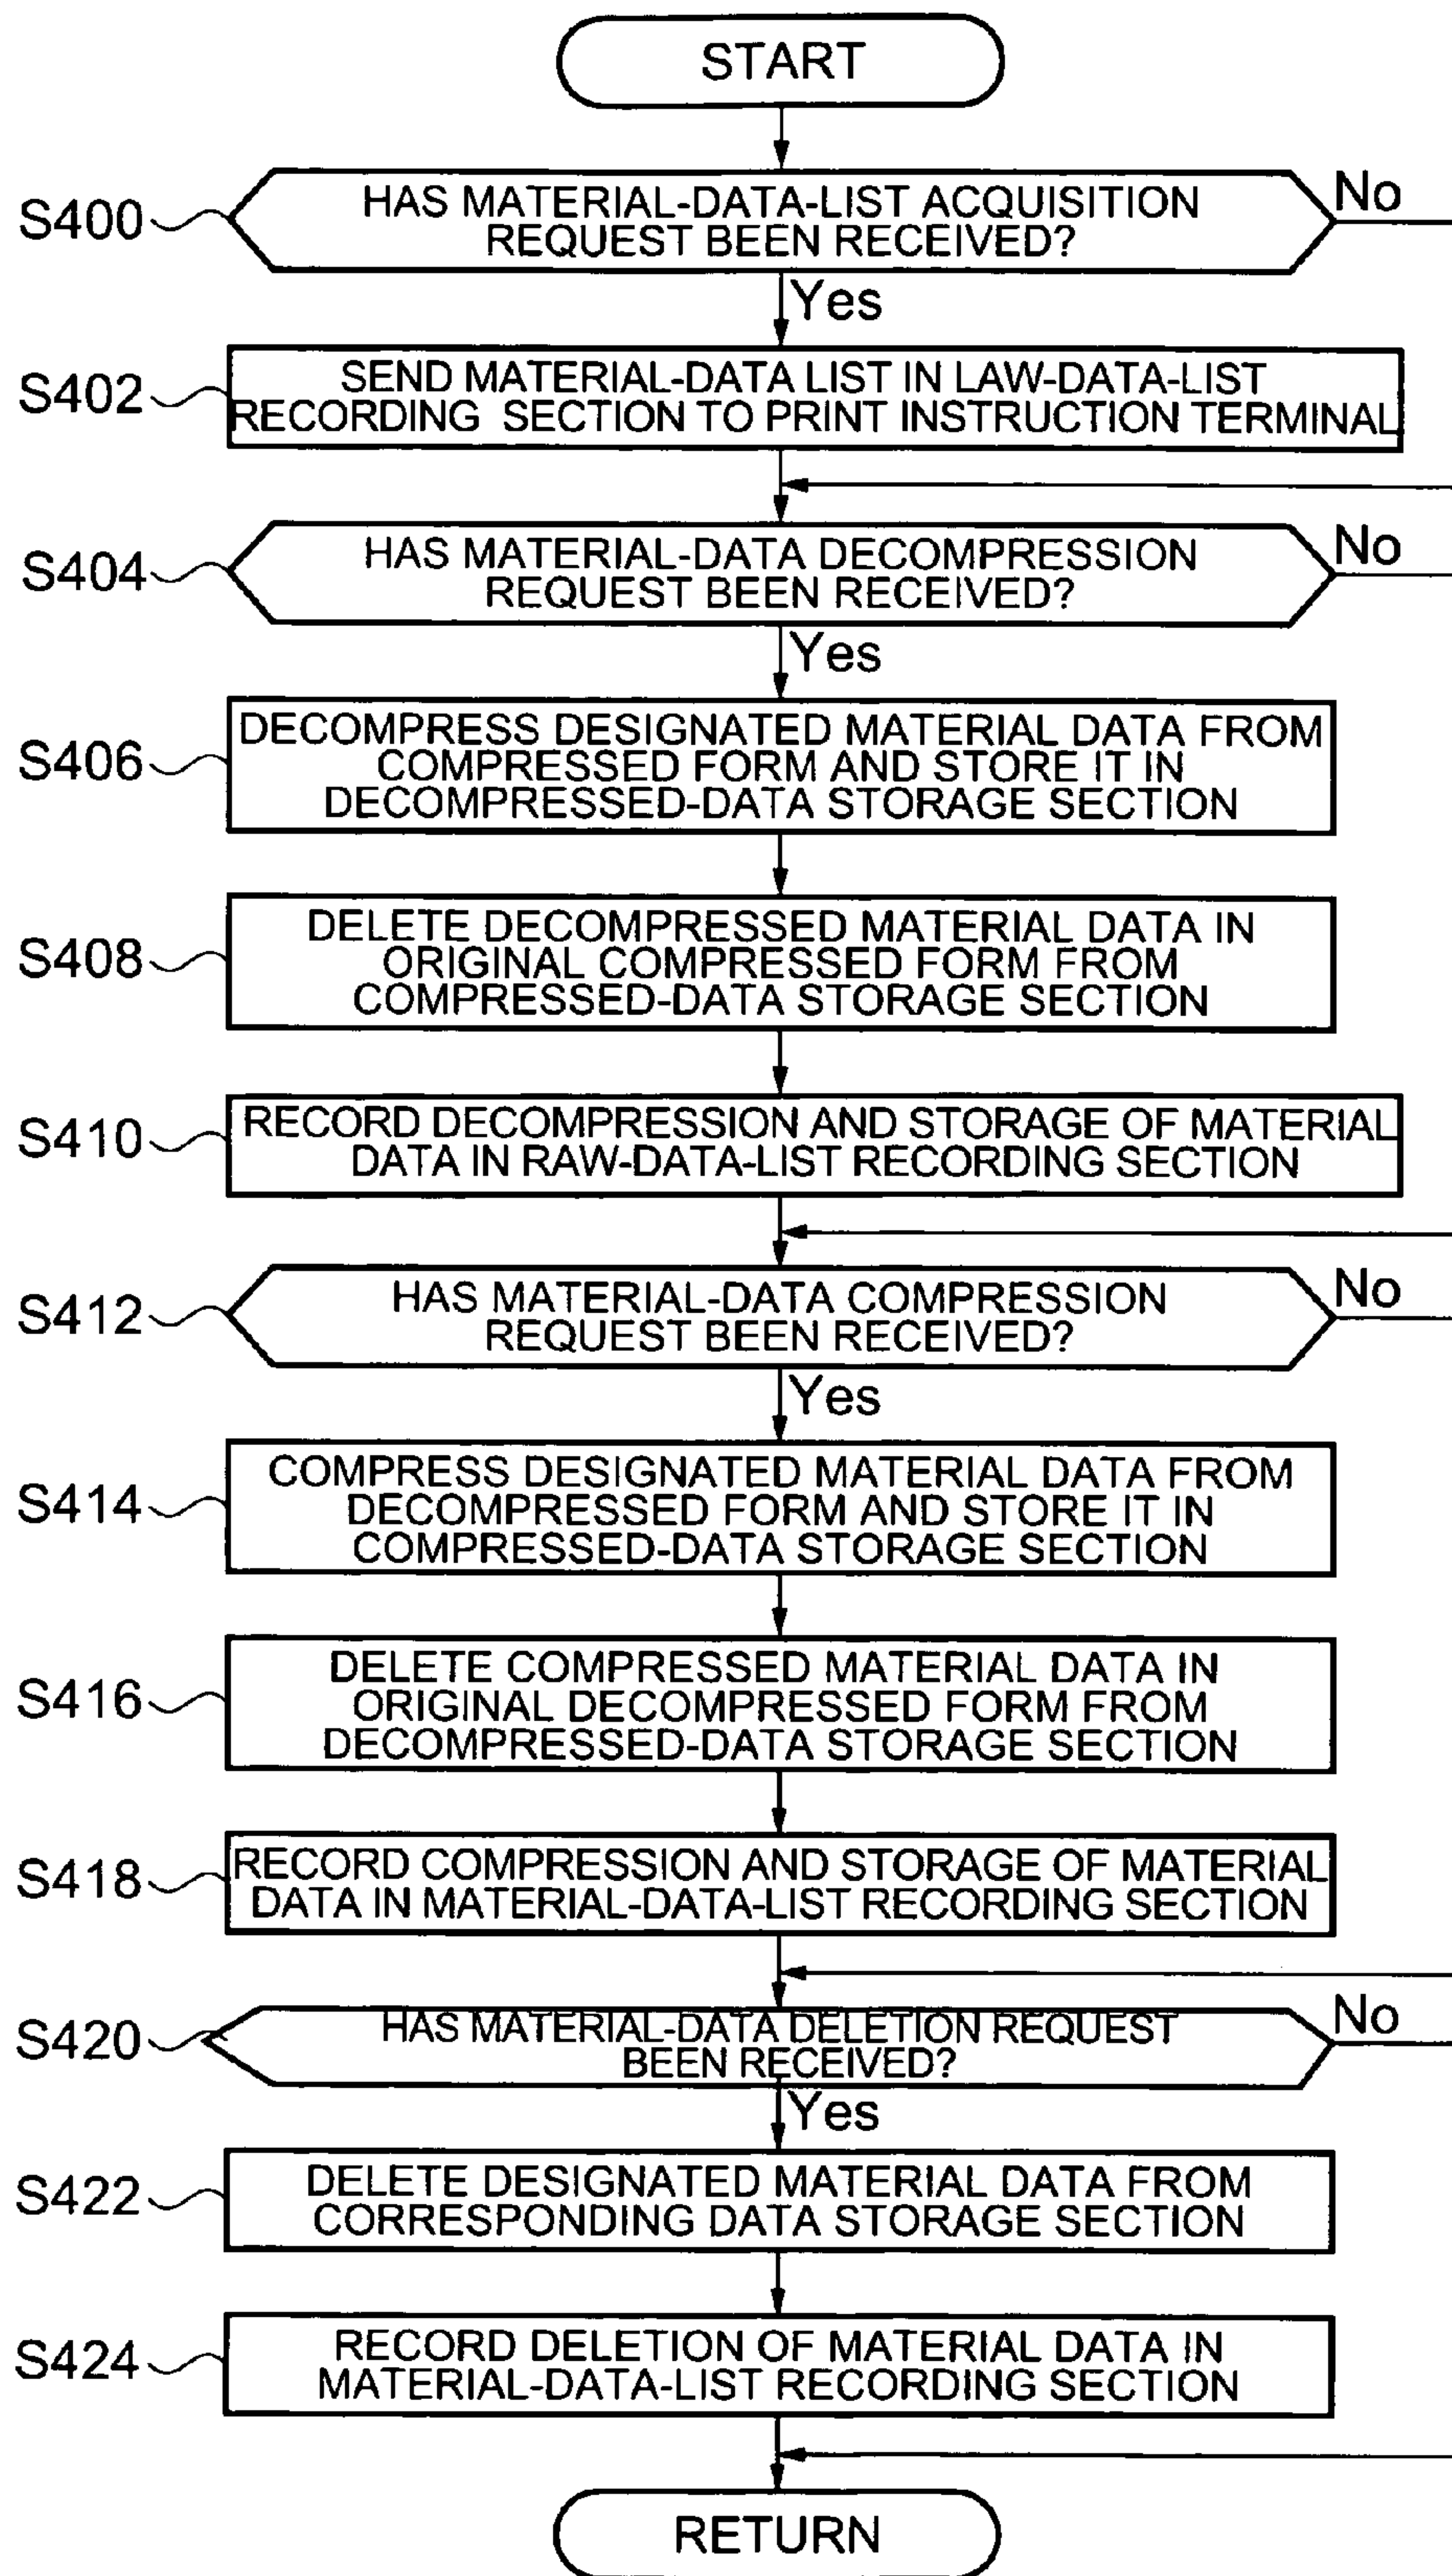 START
S400
HAS MATERIAL-DATA-LIST ACQUISITION
REQUEST BEEN RECEIVED?
No
Yes
S402
SEND MATERIAL-DATA LIST IN LAW-DATA-LIST
RECORDING SECTION TO PRINT INSTRUCTION TERMINAL
S404
HAS MATERIAL-DATA DECOMPRESSION
REQUEST BEEN RECEIVED?
No
Yes
S406
DECOMPRESS DESIGNATED MATERIAL DATA FROM
COMPRESSED FORM AND STORE IT IN
DECOMPRESSED-DATA STORAGE SECTION
S408
DELETE DECOMPRESSED MATERIAL DATA IN
ORIGINAL COMPRESSED FORM FROM
COMPRESSED-DATA STORAGE SECTION
S410
RECORD DECOMPRESSION AND STORAGE OF MATERIAL
DATA IN RAW-DATA-LIST RECORDING SECTION
S412
HAS MATERIAL-DATA COMPRESSION
REQUEST BEEN RECEIVED?
No
Yes
S414
COMPRESS DESIGNATED MATERIAL DATA FROM
DECOMPRESSED FORM AND STORE IT IN
COMPRESSED-DATA STORAGE SECTION
S416
DELETE COMPRESSED MATERIAL DATA IN
ORIGINAL DECOMPRESSED FORM FROM
DECOMPRESSED-DATA STORAGE SECTION
S418
RECORD COMPRESSION AND STORAGE OF MATERIAL
DATA IN MATERIAL-DATA-LIST RECORDING SECTION
S420
HAS MATERIAL-DATA DELETION REQUEST
BEEN RECEIVED?
No
Yes
S422
DELETE DESIGNATED MATERIAL DATA FROM
CORRESPONDING DATA STORAGE SECTION
S424
RECORD DELETION OF MATERIAL DATA IN
MATERIAL-DATA-LIST RECORDING SECTION
RETURN